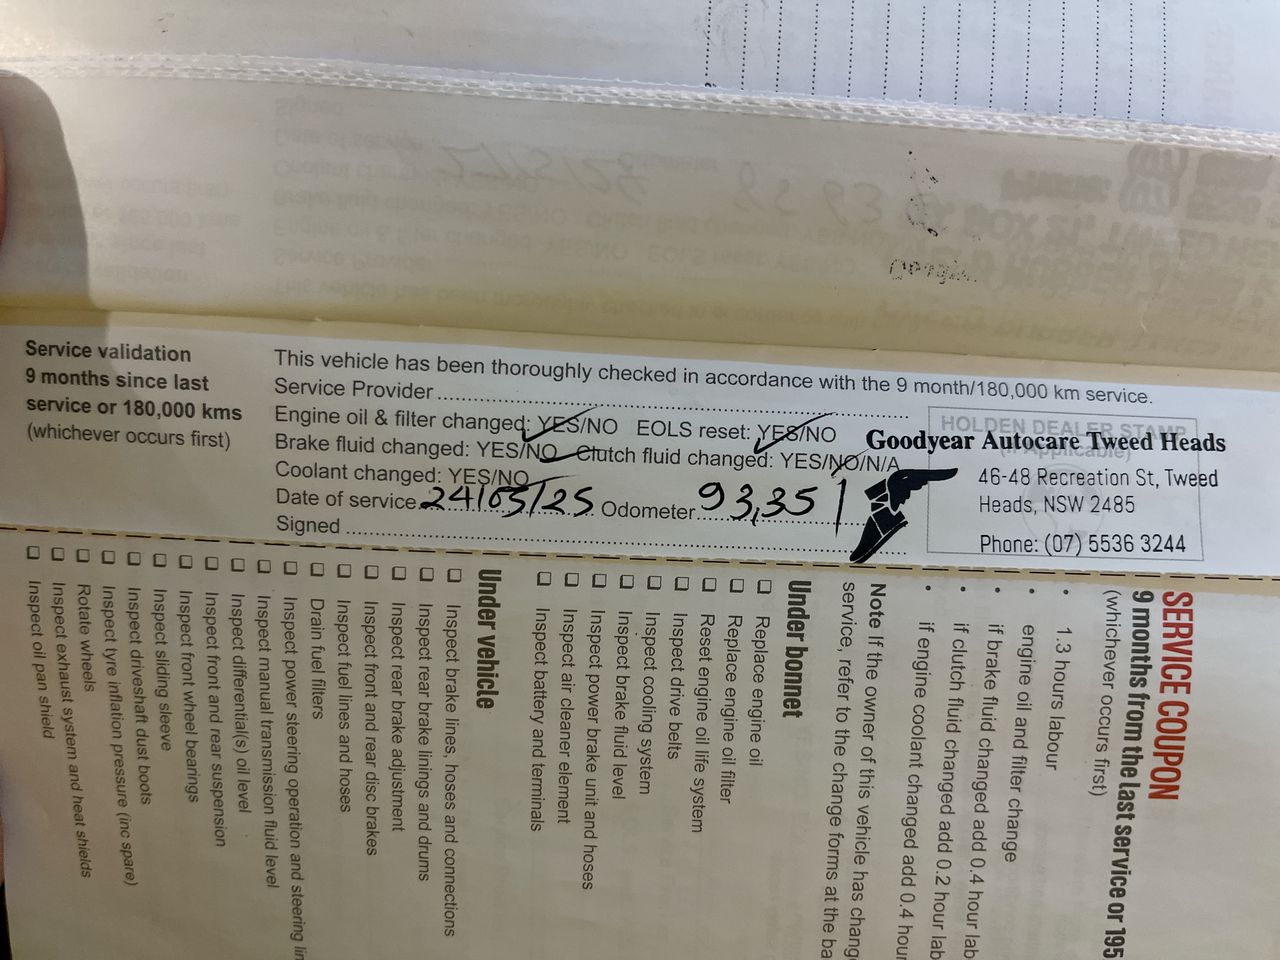 Service validation
9 months since last
service or 180,000 kms
(whichever occurs first)
This vehicle has been thoroughly checked in accordance with the 9 month/180,000 km service.
Service Provider
Engine oil & filter changed: YES/NO EOLS reset: YES/NO
Brake fluid changed: YES/NO Clutch fluid changed: YES/NO/N/A
Coolant changed: YES/NO
Date of service 24/05/25 Odometer 93,351
Signed
HOLDEN DEALER STAMP
(if Applicable)
Goodyear Autocare Tweed Heads
46-48 Recreation St, Tweed
Heads, NSW 2485
Phone: (07) 5536 3244
SERVICE COUPON
9 months from the last service or 195
(whichever occurs first)
• 1.3 hours labour
• engine oil and filter change
• if brake fluid changed add 0.4 hour lab
• if clutch fluid changed add 0.2 hour lab
• if engine coolant changed add 0.4 hour
Note If the owner of this vehicle has chang
service, refer to the change forms at the ba
Under bonnet
Replace engine oil
Replace engine oil filter
Reset engine oil life system
Inspect drive belts
Inspect cooling system
Inspect brake fluid level
Inspect power brake unit and hoses
Inspect air cleaner element
Inspect battery and terminals
Under vehicle
Inspect brake lines, hoses and connections
Inspect rear brake linings and drums
Inspect rear brake adjustment
Inspect front and rear disc brakes
Inspect fuel lines and hoses
Drain fuel filters
Inspect power steering operation and steering lin
Inspect manual transmission fluid level
Inspect differential(s) oil level
Inspect front and rear suspension
Inspect front wheel bearings
Inspect sliding sleeve
Inspect driveshaft dust boots
Inspect tyre inflation pressure (inc spare)
Rotate wheels
Inspect exhaust system and heat shields
Inspect oil pan shield